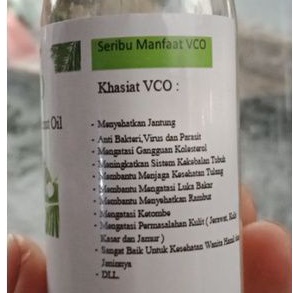 Seribu Manfaat VCO
Oil
Khasiat VCO :
- Menyehatkan Jantung
- Anti Bakteri, Virus dan Parasit
- Mengatasi Gangguan Kolesterol
- Meningkatkan Sistem Kekebalan Tubuh
- Membantu Menjaga Kesehatan Tulang
- Membantu Mengatasi Luka Bakar
- Membantu Menyehatkan Rambut
- Mengatasi Ketombe
- Mengatasi Permasalahan Kulit ( Jerawat,
Kasar dan Jamur )
- Sangat Baik Untuk Kesehatan Wanita Hamil
Janinnya
- DLL.